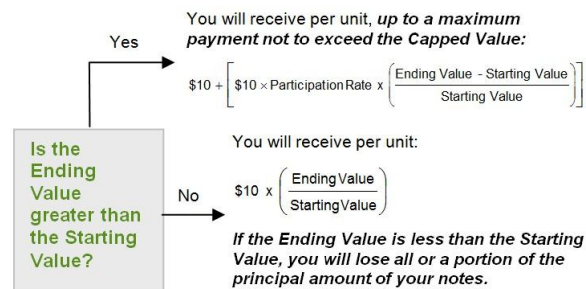 You will receive per unit, up to a maximum
payment not to exceed the Capped Value:
Yes
$10 + [ $10 × Participation Rate x ( Ending Value - Starting Value / Starting Value ) ]
Is the
Ending
Value
greater than
the Starting
Value?
No
You will receive per unit:
$10 x ( Ending Value / Starting Value )
If the Ending Value is less than the Starting
Value, you will lose all or a portion of the
principal amount of your notes.